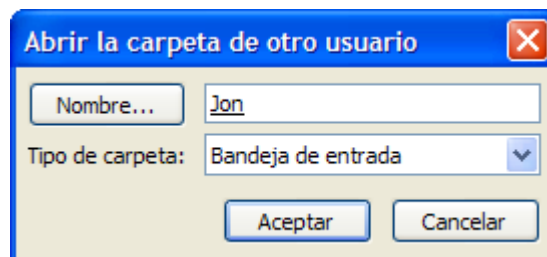 Abrir la carpeta de otro usuario
Nombre... Jon
Tipo de carpeta: Bandeja de entrada
Aceptar Cancelar